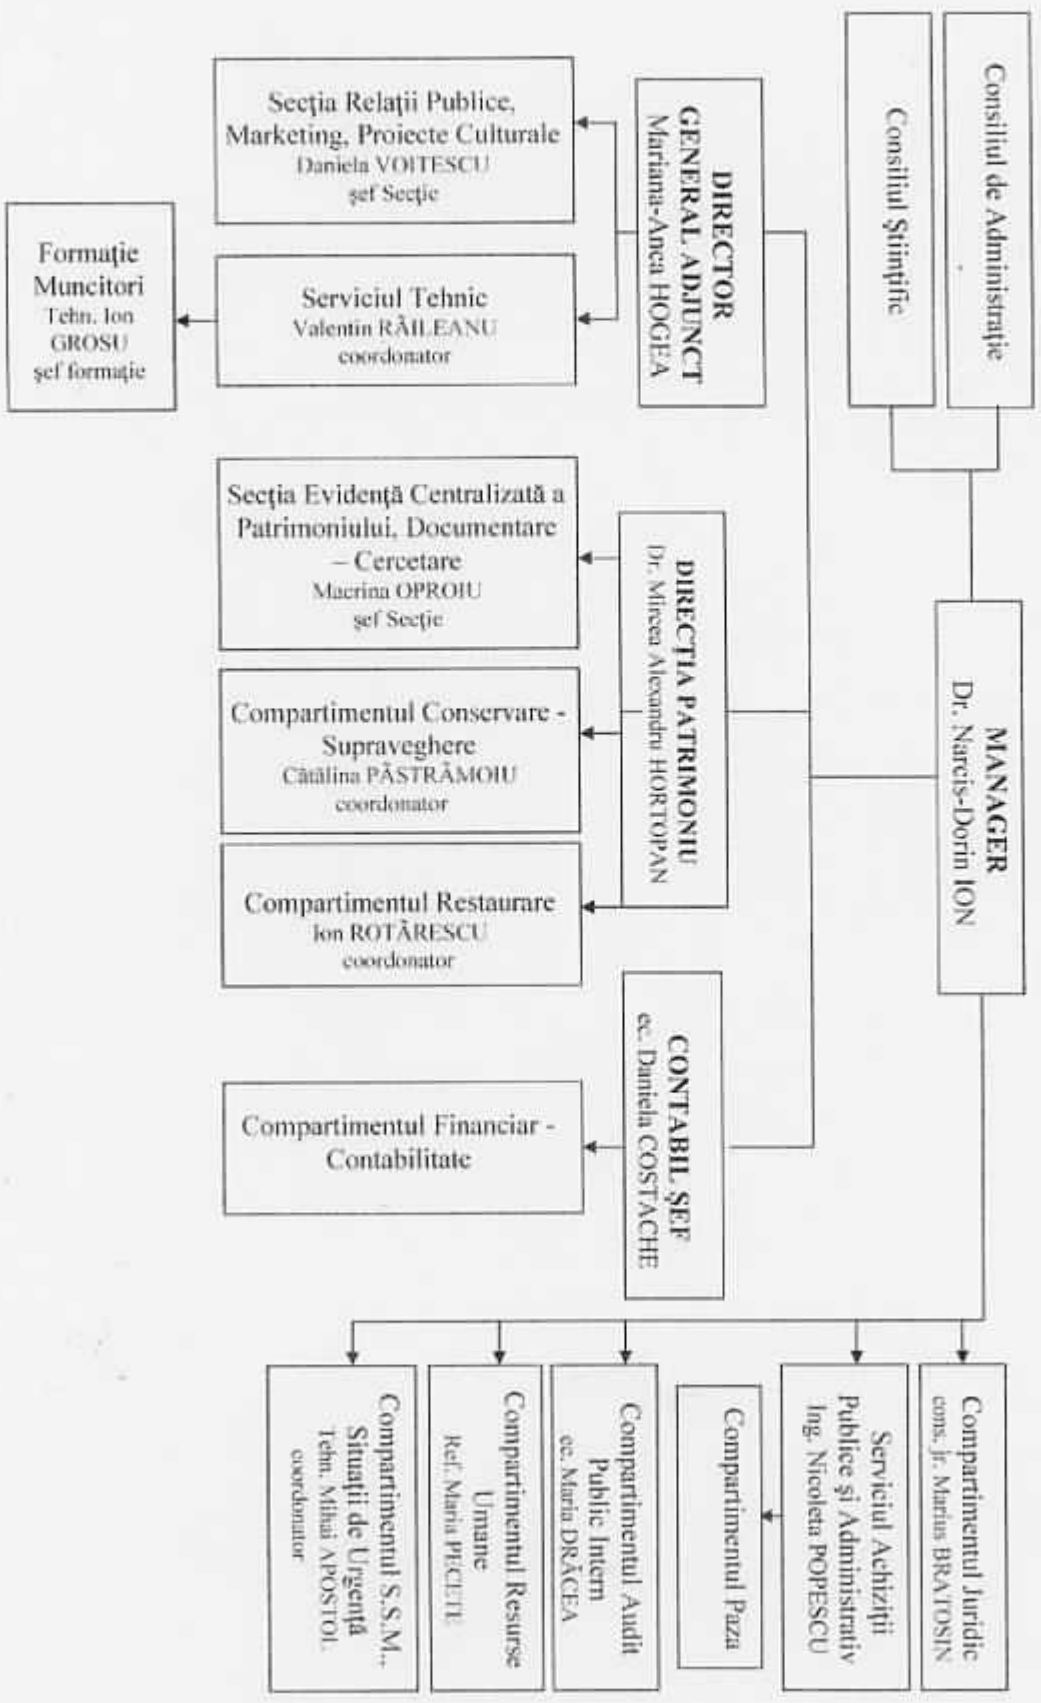 Consiliul de Administrație
Consiliul Științific
MANAGER
Dr. Narcis-Dorin ION
DIRECTOR
GENERAL ADJUNCT
Mariana-Anca HOGEA
Secția Relații Publice,
Marketing, Proiecte Culturale
Daniela VOITESCU
șef Secție
Serviciul Tehnic
Valentin RĂILEANU
coordonator
Formație
Muncitori
Tehn. Ion
GROSU
șef formație
DIRECȚIA PATRIMONIU
Dr. Mircea Alexandru HORTOPAN
Secția Evidență Centralizată a
Patrimoniului, Documentare
– Cercetare
Macrina OPROIU
șef Secție
Compartimentul Conservare -
Supraveghere
Cătălina PĂSTRĂMOIU
coordonator
Compartimentul Restaurare
Ion ROTĂRESCU
coordonator
CONTABIL ȘEF
ec. Daniela COSTACHE
Compartimentul Financiar -
Contabilitate
Compartimentul Juridic
cons. jr. Marius BRATOSIN
Serviciul Achiziții
Publice și Administrativ
Ing. Nicoleta POPESCU
Compartimentul Paza
Compartimentul Audit
Public Intern
ec. Maria DRĂCEA
Compartimentul Resurse
Umane
Ref. Maria PECETE
Compartimentul S.S.M.,
Situații de Urgență
Tehn. Mihai APOSTOL
coordonator